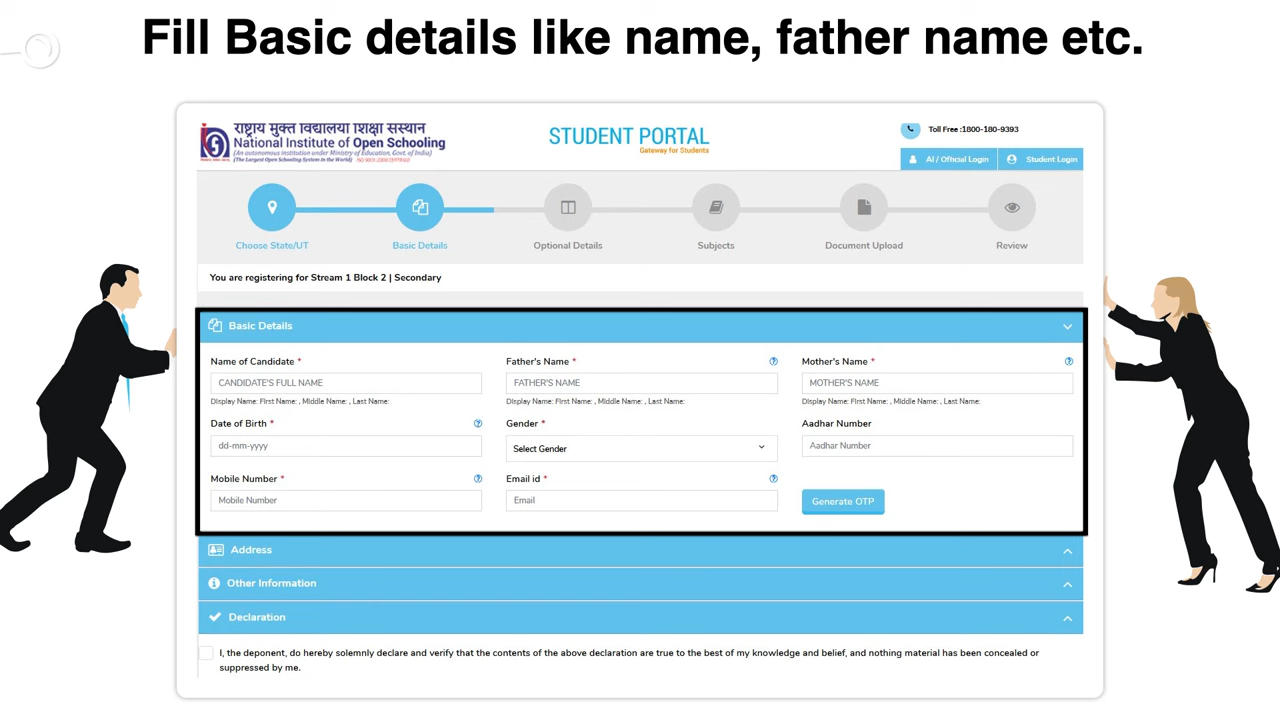 Fill Basic details like name, father name etc.
राष्ट्रीय मुक्त विद्यालयी शिक्षा संस्थान
National Institute of Open Schooling
(An autonomous institution under Ministry of Education, Govt. of India)
(The Largest Open Schooling System in the World)
STUDENT PORTAL
Gateway for Students
Toll Free :1800-180-9393
AI / Official Login Student Login
Choose State/UT Basic Details Optional Details Subjects Document Upload Review
You are registering for Stream 1 Block 2 | Secondary
Basic Details
Name of Candidate * Father's Name * Mother's Name *
CANDIDATE'S FULL NAME FATHER'S NAME MOTHER'S NAME
Display Name: First Name: , Middle Name: , Last Name: Display Name: First Name: , Middle Name: , Last Name: Display Name: First Name: , Middle Name: , Last Name:
Date of Birth * Gender * Aadhar Number
dd-mm-yyyy Select Gender Aadhar Number
Mobile Number * Email id *
Mobile Number Email Generate OTP
Address
Other Information
Declaration
I, the deponent, do hereby solemnly declare and verify that the contents of the above declaration are true to the best of my knowledge and belief, and nothing material has been concealed or
suppressed by me.